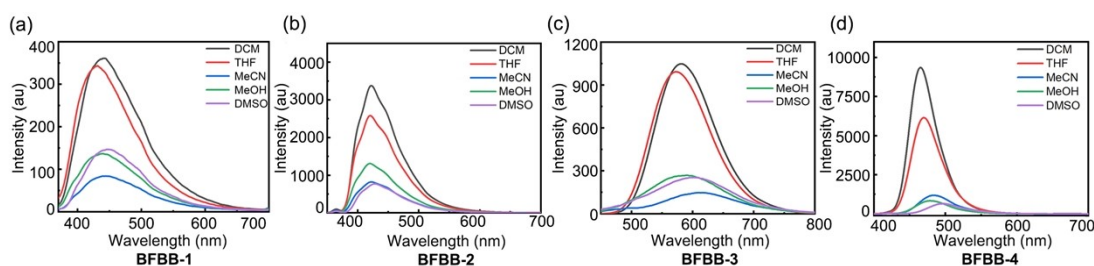 (a)
400
300
200
100
0
Intensity (au)
DCM
THF
MeCN
MeOH
DMSO
400 500 600 700
Wavelength (nm)
BFBB-1
(b)
4000
3000
2000
1000
0
Intensity (au)
DCM
THF
MeCN
MeOH
DMSO
400 500 600 700
Wavelength (nm)
BFBB-2
(c)
1200
900
600
300
0
Intensity (au)
DCM
THF
MeCN
MeOH
DMSO
500 600 700 800
Wavelength (nm)
BFBB-3
(d)
10000
7500
5000
2500
0
Intensity (au)
DCM
THF
MeCN
MeOH
DMSO
400 500 600 700
Wavelength (nm)
BFBB-4